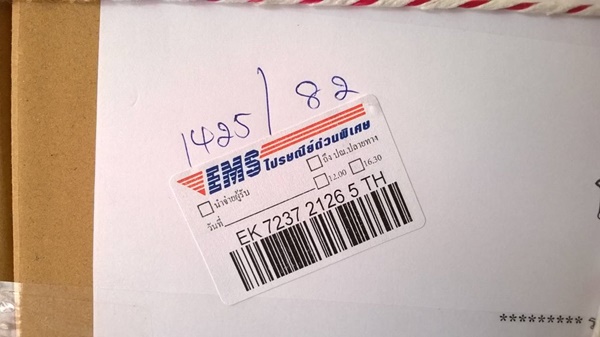 1425/82
EMS ไปรษณีย์ด่วนพิเศษ
นำจ่ายผู้รับ ถึง ปณ.ปลายทาง
วันที่ 12.00 16.30
EK 7237 2126 5 TH
********